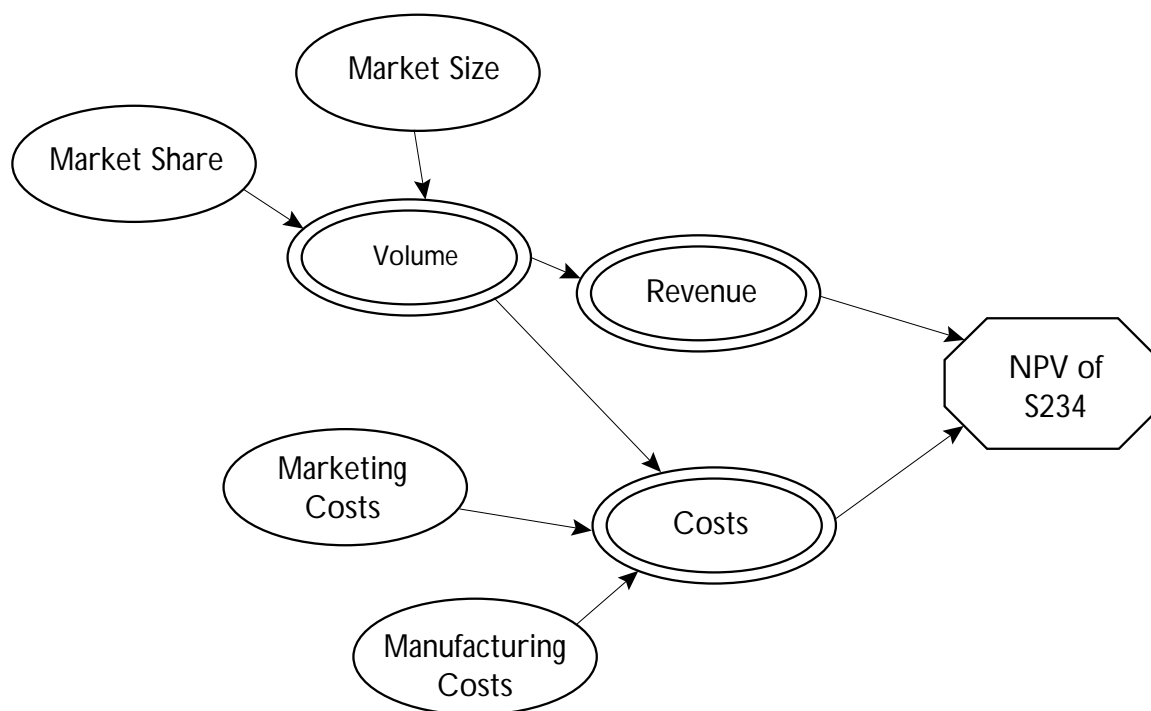 Market Size
Market Share
Volume
Revenue
NPV of
S234
Marketing
Costs
Costs
Manufacturing
Costs